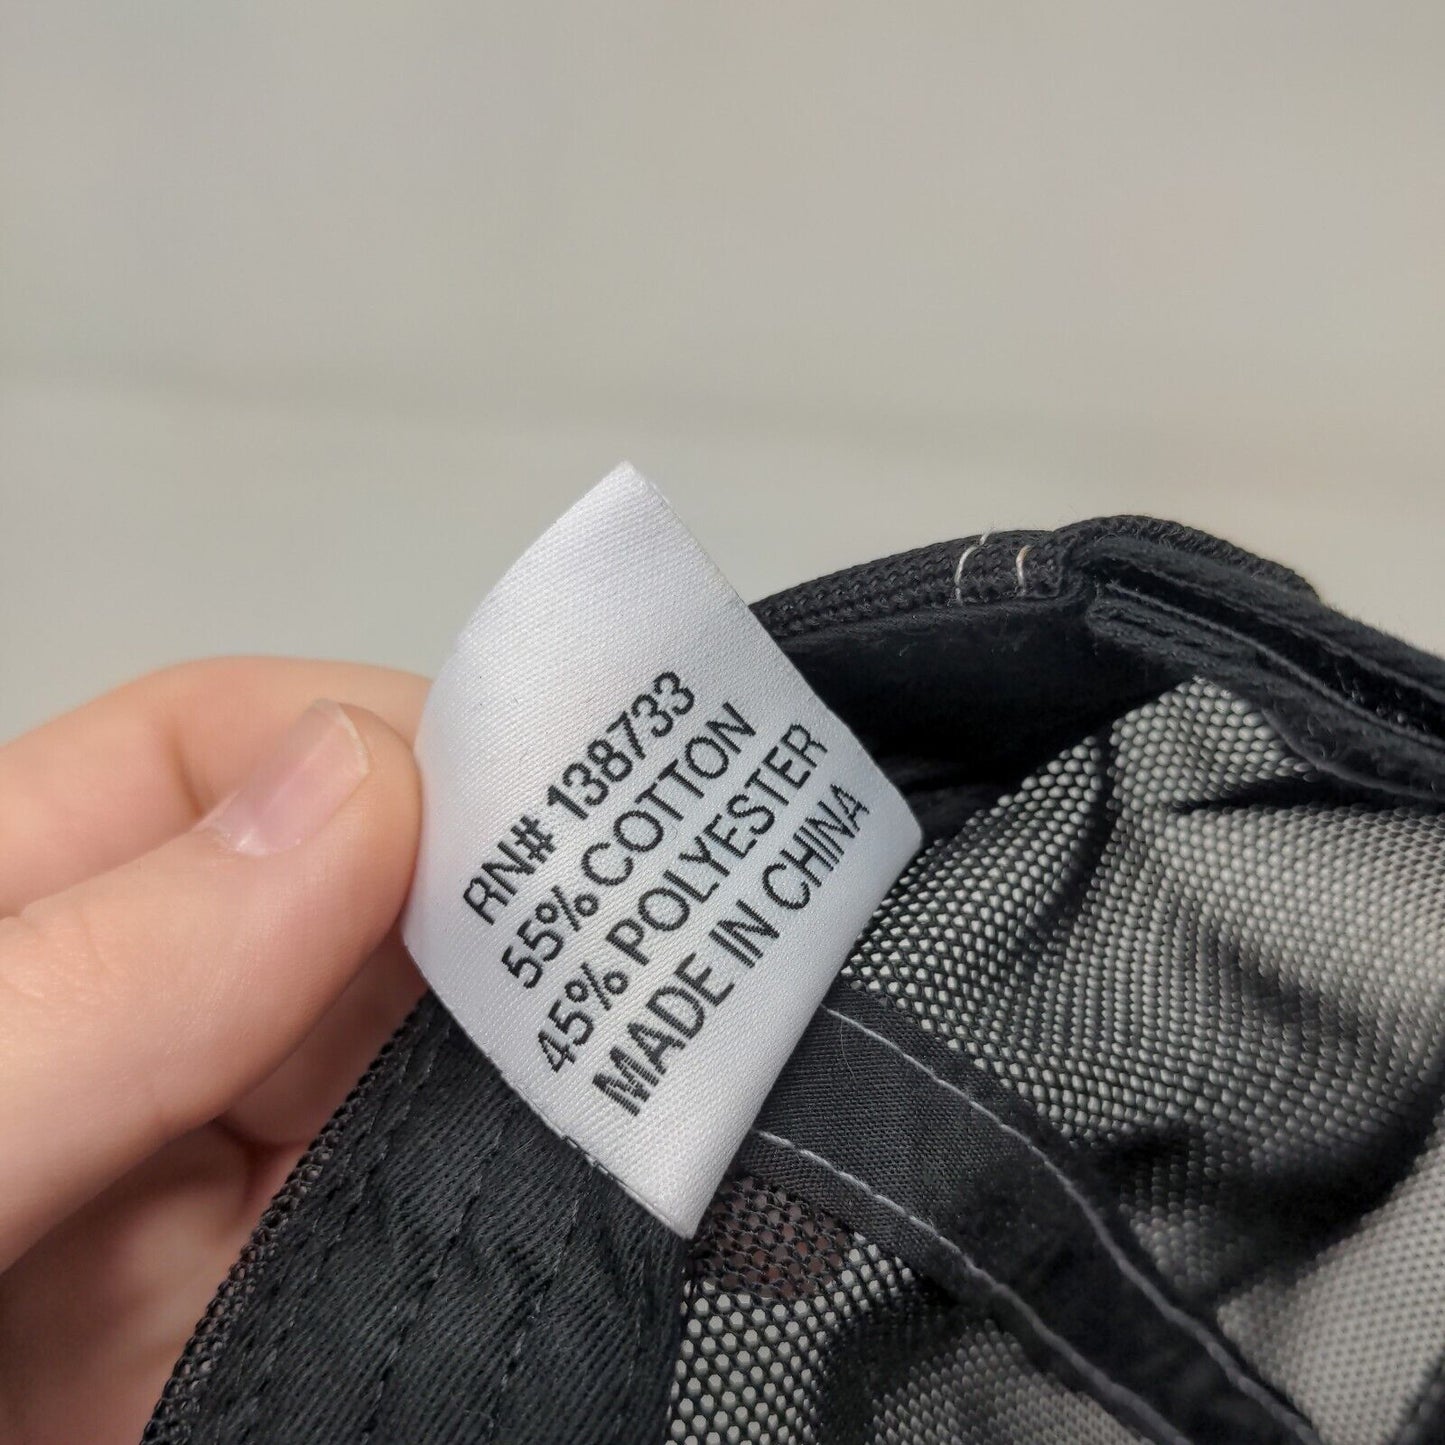 RN# 138733
55% COTTON
45% POLYESTER
MADE IN CHINA